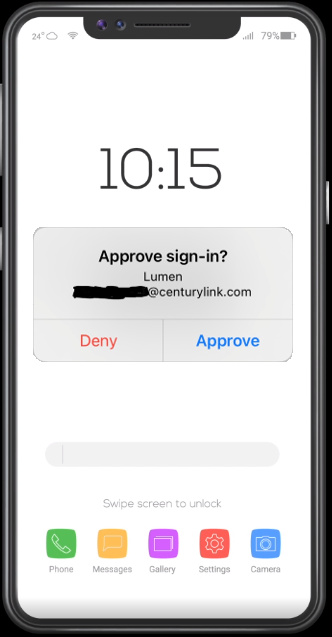 24°
79%
10:15
Approve sign-in?
Lumen
@centurylink.com
Deny Approve
Swipe screen to unlock
Phone Messages Gallery Settings Camera